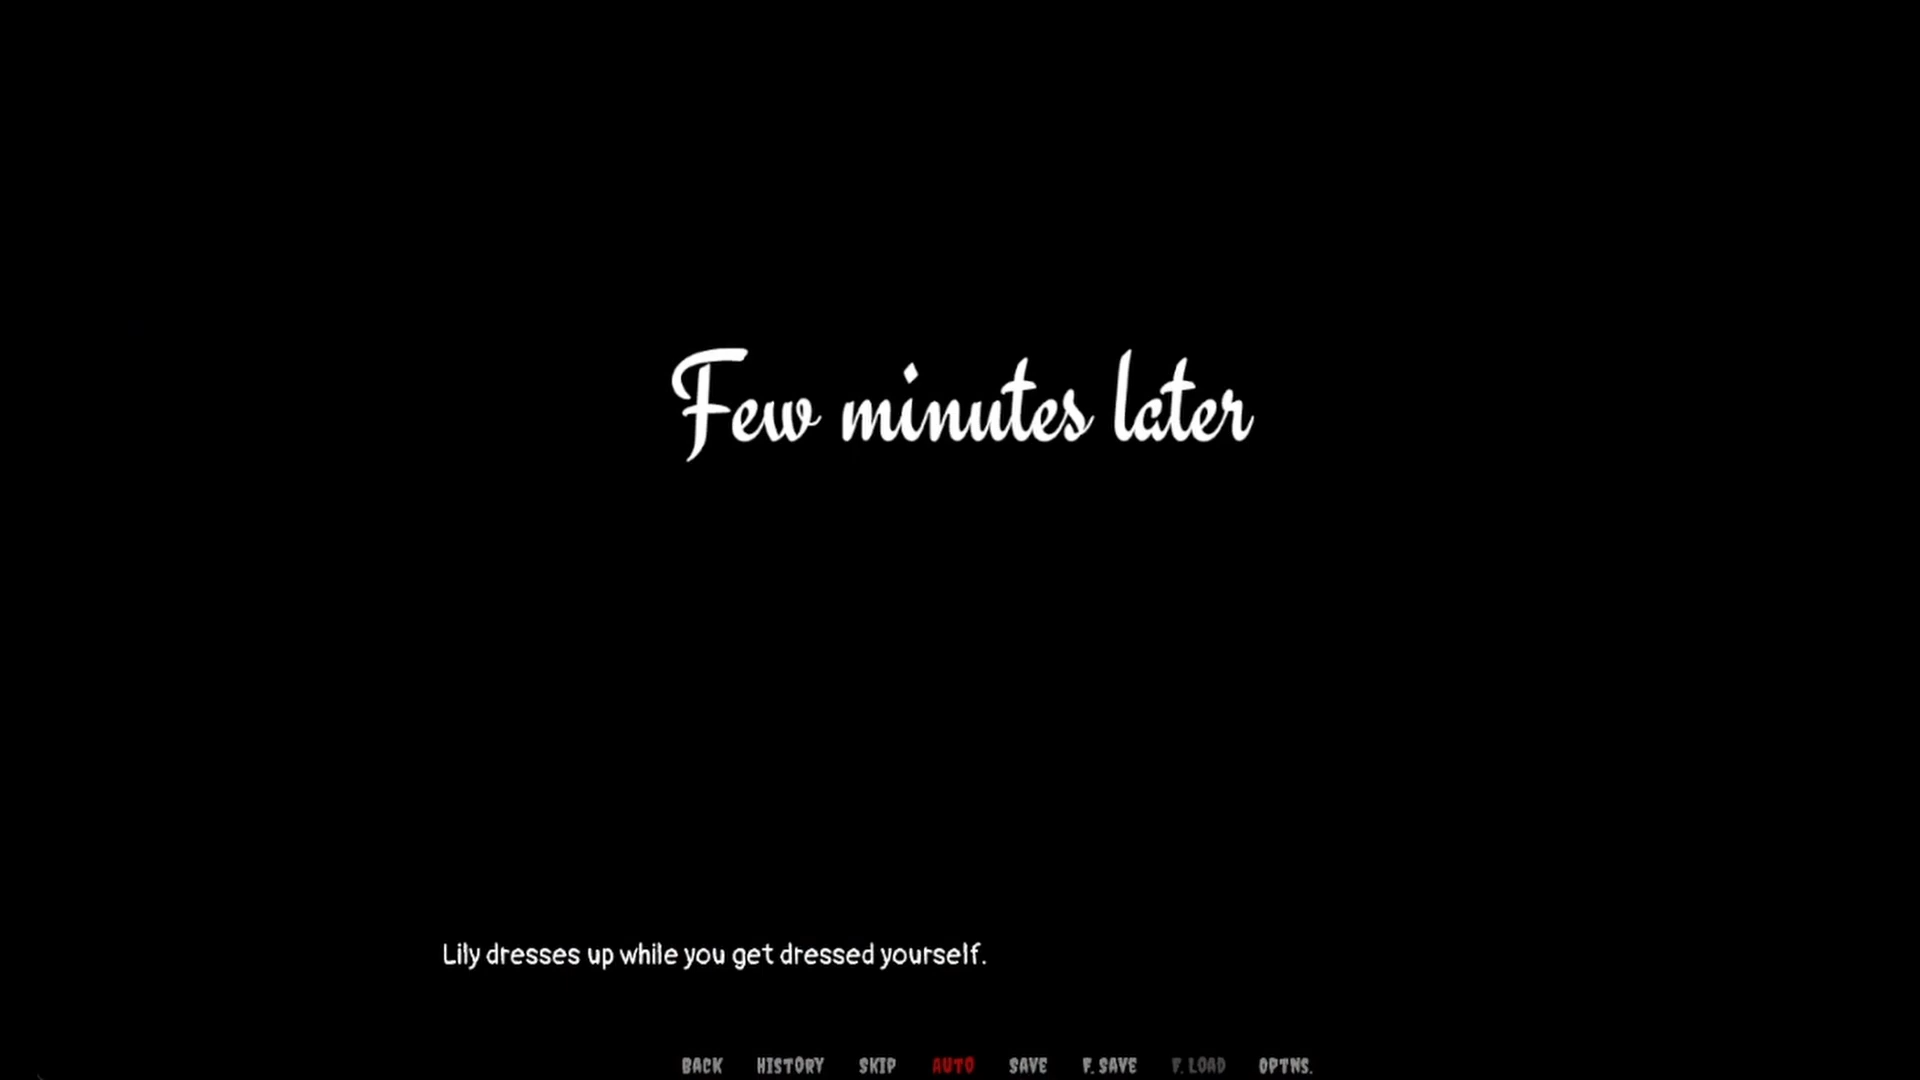 Few minutes later
Lily dresses up while you get dressed yourself.
BACK HISTORY SKIP AUTO SAVE F. SAVE F. LOAD OPTNS.